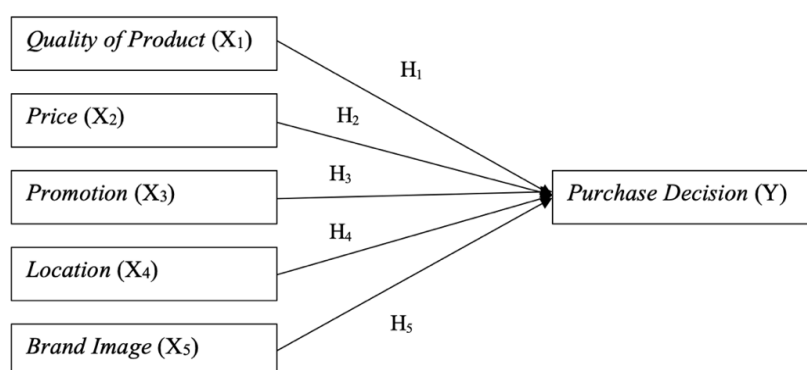 Quality of Product (X₁)
H₁
Price (X₂)
H₂
Promotion (X₃)
H₃
Purchase Decision (Y)
Location (X₄)
H₄
Brand Image (X₅)
H₅